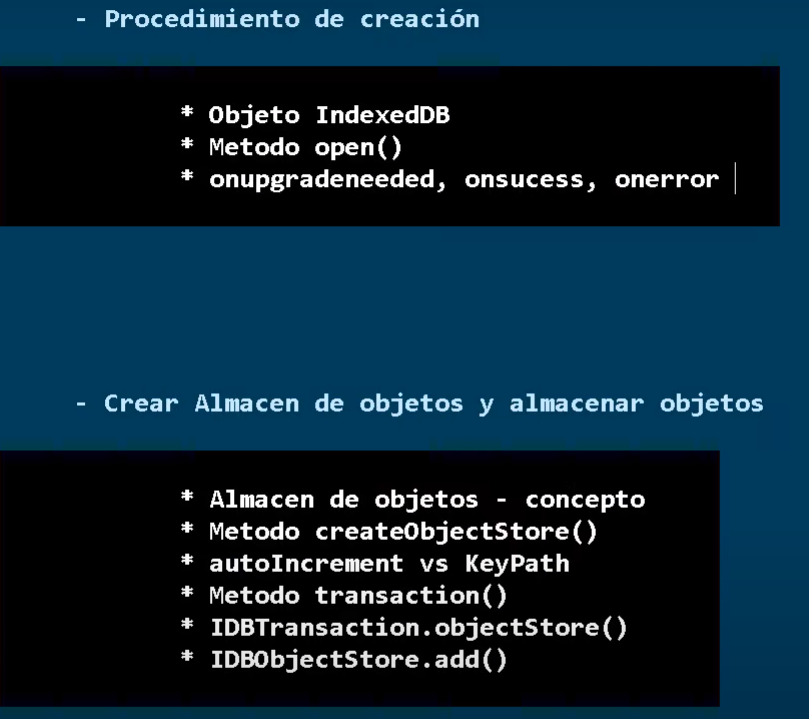 - Procedimiento de creación
* Objeto IndexedDB
* Metodo open()
* onupgradeneeded, onsucess, onerror
- Crear Almacen de objetos y almacenar objetos
* Almacen de objetos - concepto
* Metodo createObjectStore()
* autoIncrement vs KeyPath
* Metodo transaction()
* IDBTransaction.objectStore()
* IDBObjectStore.add()